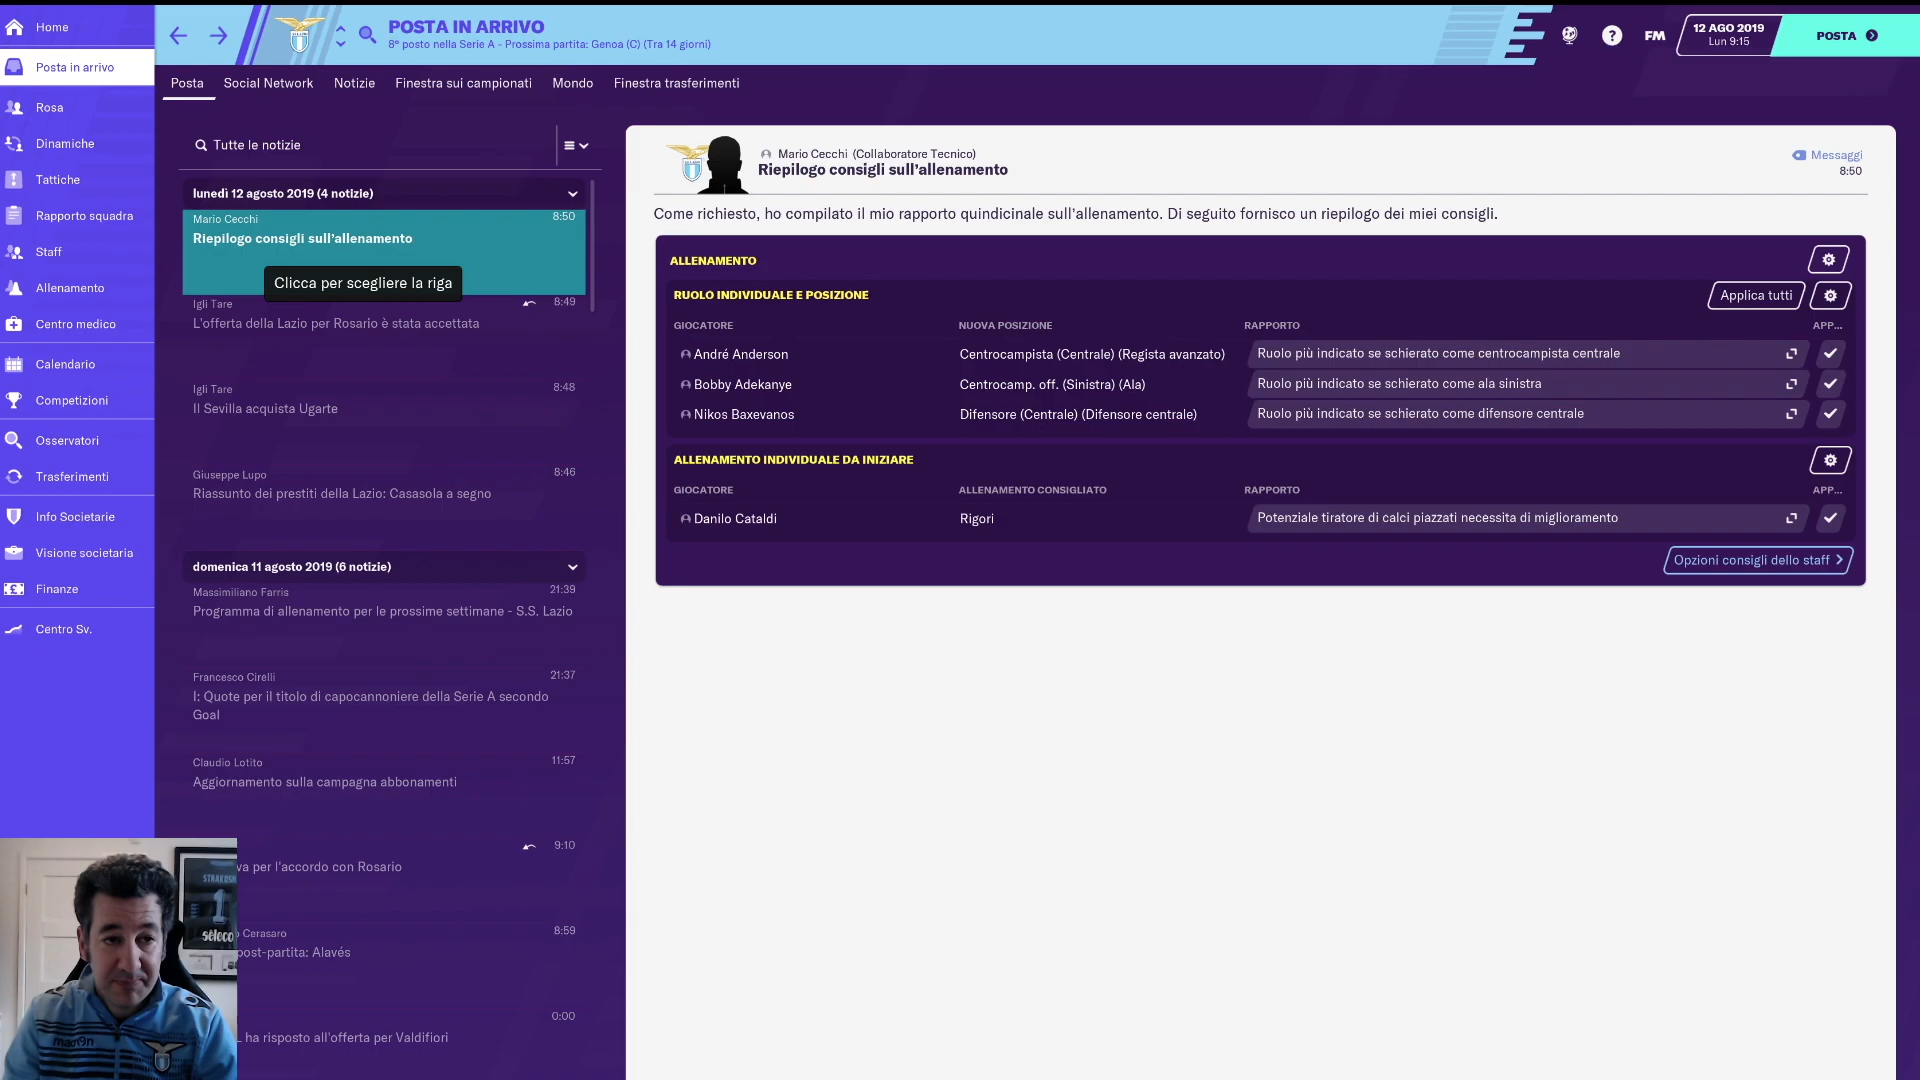 Home
Posta in arrivo
Rosa
Dinamiche
Tattiche
Rapporto squadra
Staff
Allenamento
Centro medico
Calendario
Competizioni
Osservatori
Trasferimenti
Info Societarie
Visione societaria
Finanze
Centro Sv.
POSTA IN ARRIVO
8° posto nella Serie A - Prossima partita: Genoa (C) (Tra 14 giorni)
?
FM
12 AGO 2019
Lun 9:15
POSTA
Posta Social Network Notizie Finestra sui campionati Mondo Finestra trasferimenti
Tutte le notizie
lunedì 12 agosto 2019 (4 notizie)
Mario Cecchi 8:50
Riepilogo consigli sull'allenamento
Clicca per scegliere la riga
Igli Tare 8:49
L'offerta della Lazio per Rosario è stata accettata
Igli Tare 8:48
Il Sevilla acquista Ugarte
Giuseppe Lupo 8:46
Riassunto dei prestiti della Lazio: Casasola a segno
domenica 11 agosto 2019 (6 notizie)
Massimiliano Farris 21:39
Programma di allenamento per le prossime settimane - S.S. Lazio
Francesco Cirelli 21:37
I: Quote per il titolo di capocannoniere della Serie A secondo
Goal
Claudio Lotito 11:57
Aggiornamento sulla campagna abbonamenti
9:10
va per l'accordo con Rosario
o Cerasaro 8:59
post-partita: Alavés
0:00
L ha risposto all'offerta per Valdifiori
STRAKOSHA
1
séleco
macron
Mario Cecchi (Collaboratore Tecnico)
Riepilogo consigli sull'allenamento
Messaggi
8:50
Come richiesto, ho compilato il mio rapporto quindicinale sull'allenamento. Di seguito fornisco un riepilogo dei miei consigli.
ALLENAMENTO
RUOLO INDIVIDUALE E POSIZIONE Applica tutti
GIOCATORE NUOVA POSIZIONE RAPPORTO APP...
André Anderson Centrocampista (Centrale) (Regista avanzato) Ruolo più indicato se schierato come centrocampista centrale
Bobby Adekanye Centrocamp. off. (Sinistra) (Ala) Ruolo più indicato se schierato come ala sinistra
Nikos Baxevanos Difensore (Centrale) (Difensore centrale) Ruolo più indicato se schierato come difensore centrale
ALLENAMENTO INDIVIDUALE DA INIZIARE
GIOCATORE ALLENAMENTO CONSIGLIATO RAPPORTO APP...
Danilo Cataldi Rigori Potenziale tiratore di calci piazzati necessita di miglioramento
Opzioni consigli dello staff